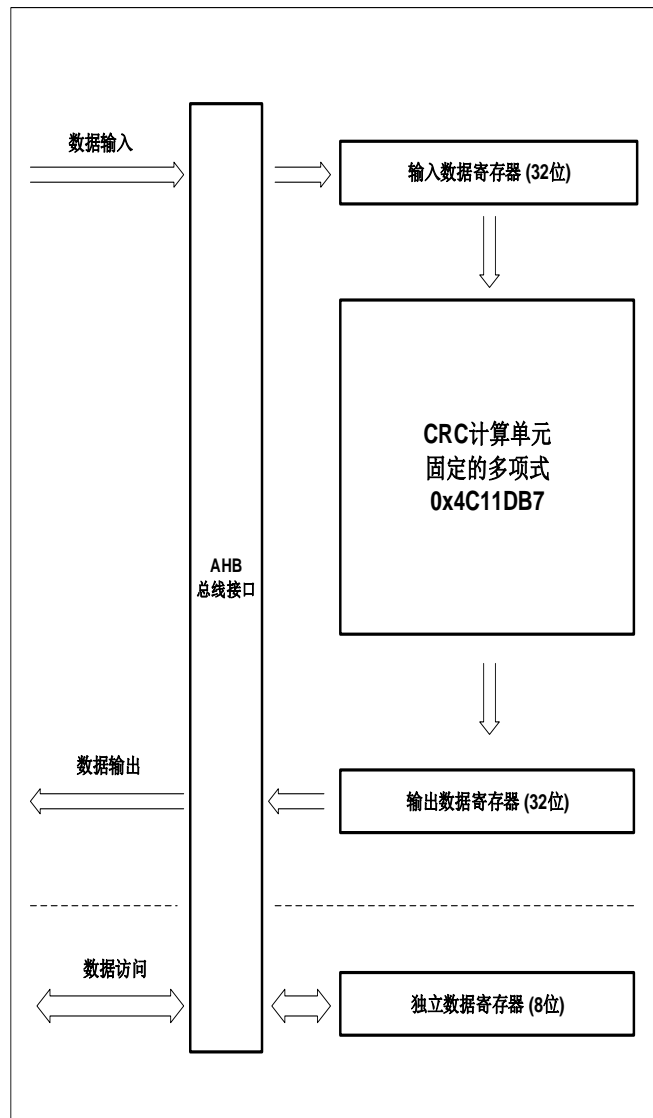 数据输入
输入数据寄存器 (32位)
CRC计算单元
固定的多项式
0x4C11DB7
AHB
总线接口
数据输出
输出数据寄存器 (32位)
数据访问
独立数据寄存器 (8位)